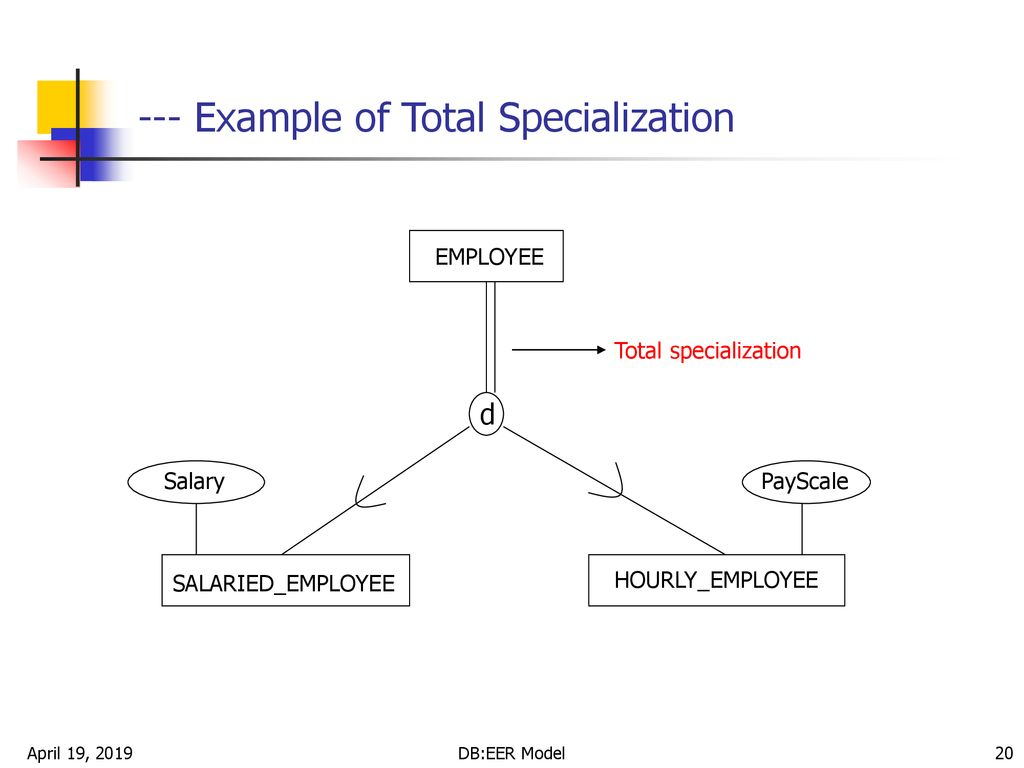 --- Example of Total Specialization
EMPLOYEE
Total specialization
d
Salary
PayScale
SALARIED_EMPLOYEE
HOURLY_EMPLOYEE
April 19, 2019
DB:EER Model
20